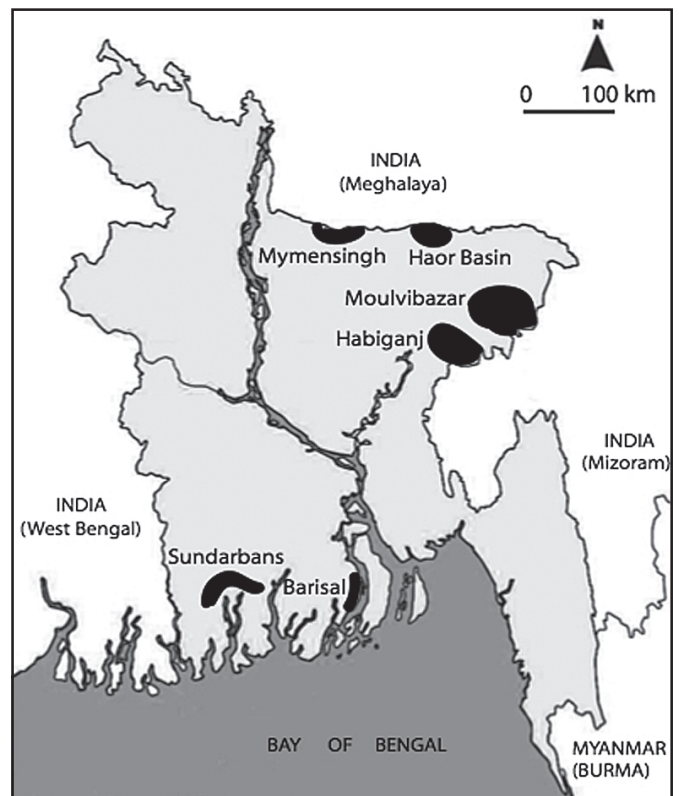 N
0 100 km
INDIA
(Meghalaya)
Mymensingh
Haor Basin
Moulvibazar
Habiganj
INDIA
(Mizoram)
INDIA
(West Bengal)
Sundarbans
Barisal
BAY OF BENGAL
MYANMAR
(BURMA)